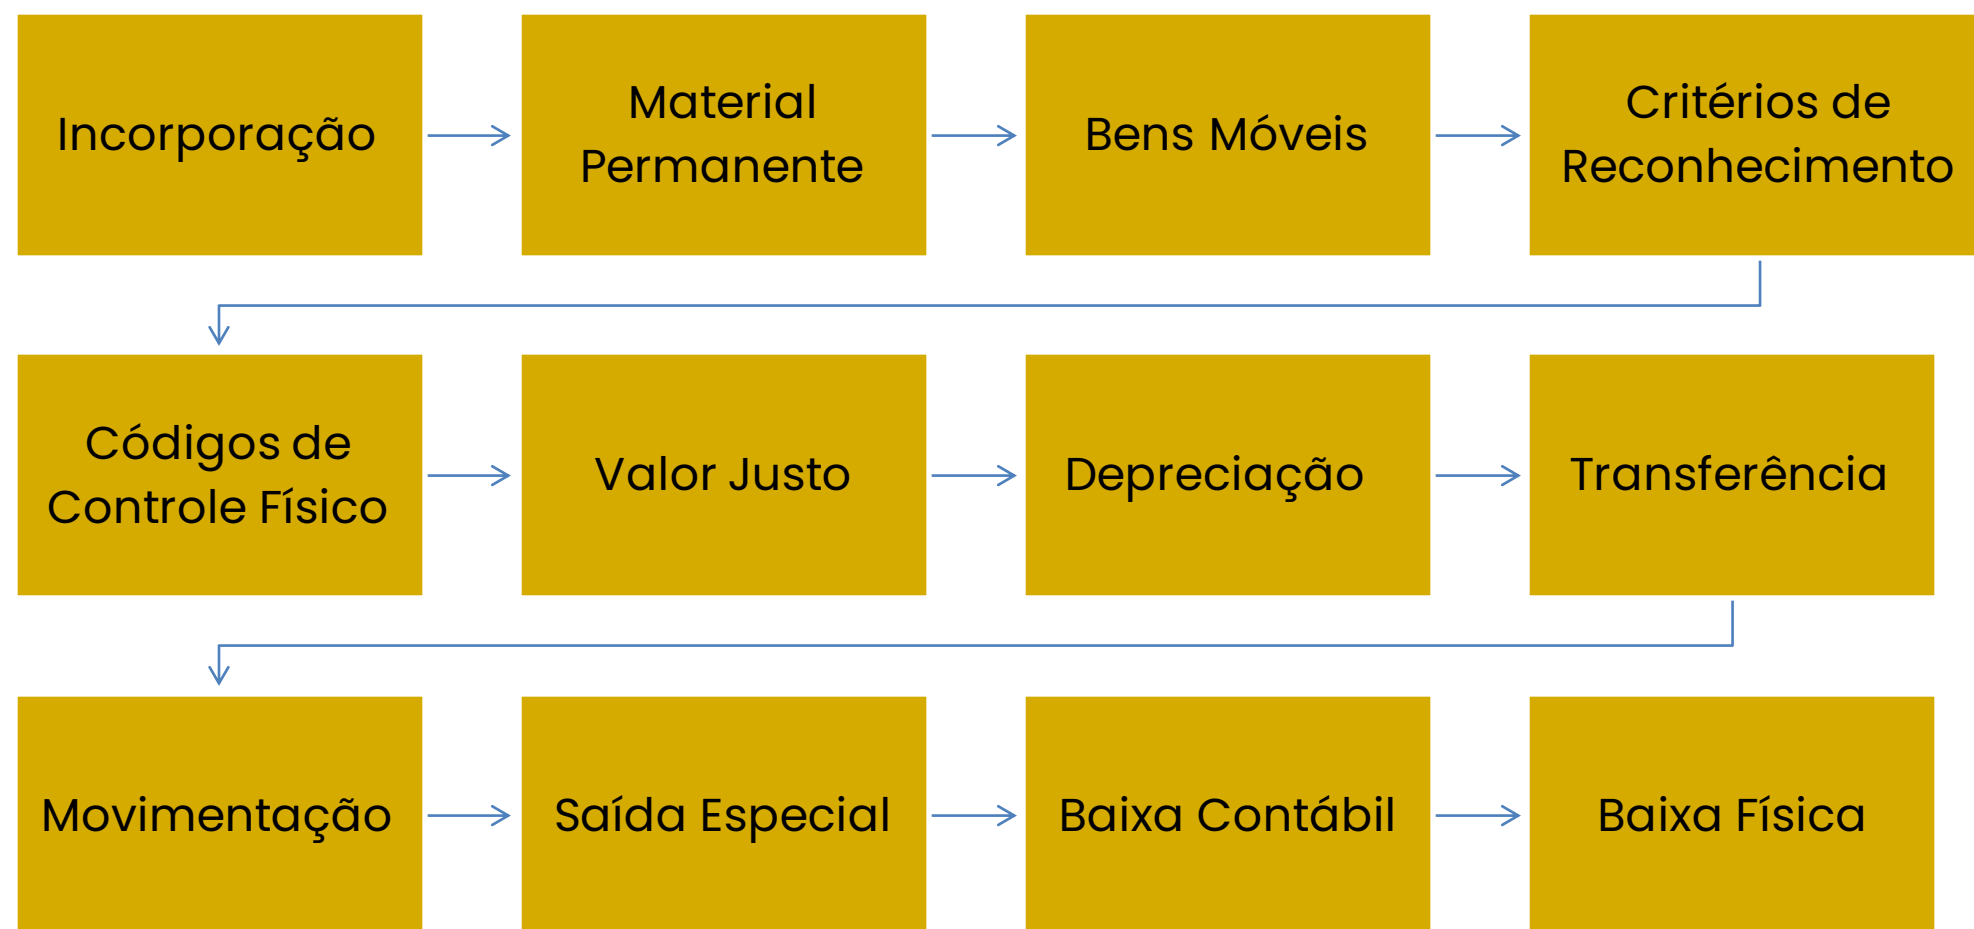 Incorporação
Material
Permanente
Bens Móveis
Critérios de
Reconhecimento
Códigos de
Controle Físico
Valor Justo
Depreciação
Transferência
Movimentação
Saída Especial
Baixa Contábil
Baixa Física